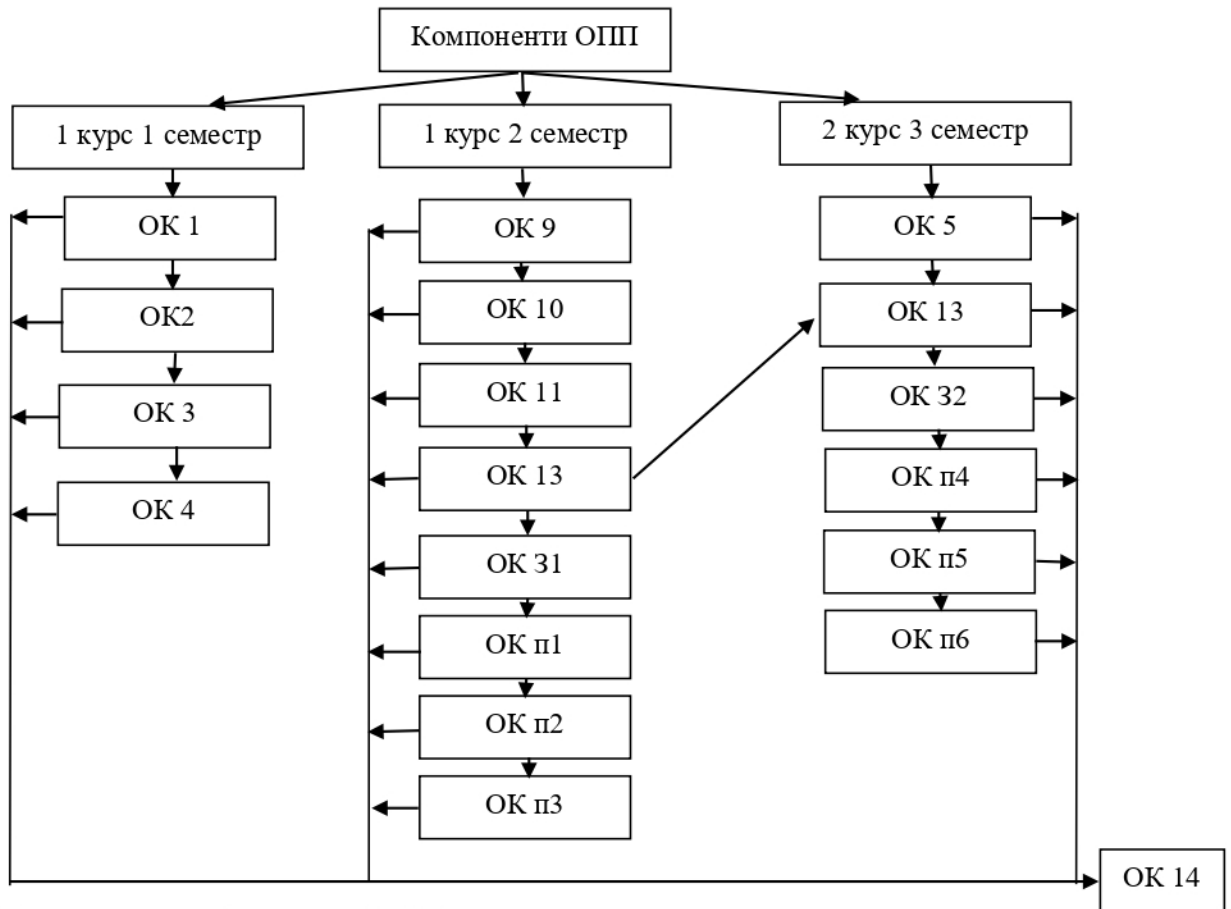 Компоненти ОПП
1 курс 1 семестр
1 курс 2 семестр
2 курс 3 семестр
ОК 1
ОК2
ОК 3
ОК 4
ОК 9
ОК 10
ОК 11
ОК 13
ОК З1
ОК п1
ОК п2
ОК п3
ОК 5
ОК 13
ОК З2
ОК п4
ОК п5
ОК п6
ОК 14